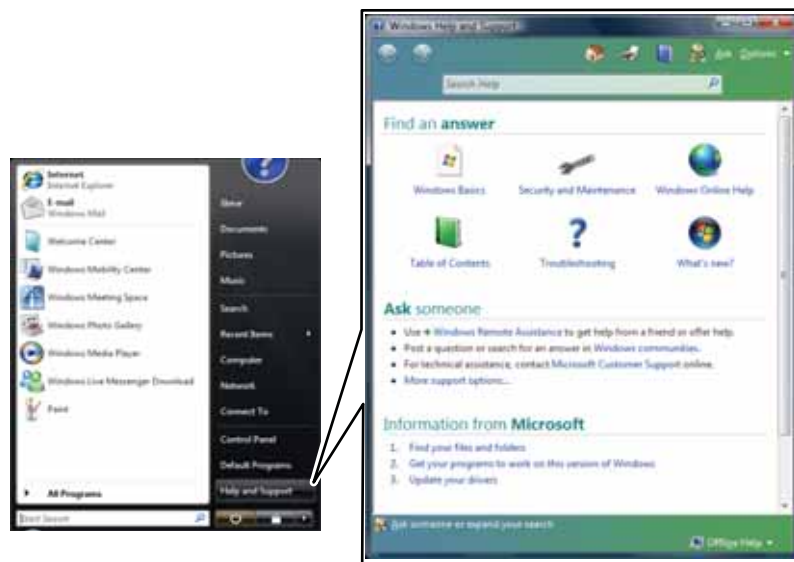 Internet
Internet Explorer
E-mail
Windows Mail
Welcome Center
Windows Mobility Center
Windows Meeting Space
Windows Photo Gallery
Windows Media Player
Windows Live Messenger Download
Paint
All Programs
Start Search
Documents
Pictures
Music
Search
Recent Items
Computer
Network
Connect To
Control Panel
Default Programs
Help and Support
Windows Help and Support
Ask Options
Search Help
Find an answer
Windows Basics Security and Maintenance Windows Online Help
Table of Contents Troubleshooting What's new?
Ask someone
Use Windows Remote Assistance to get help from a friend or offer help.
Post a question or search for an answer in Windows communities.
For technical assistance, contact Microsoft Customer Support online.
More support options...
Information from Microsoft
1. Find your files and folders
2. Get your programs to work on this version of Windows
3. Update your drivers
Ask someone or expand your search
Office Help